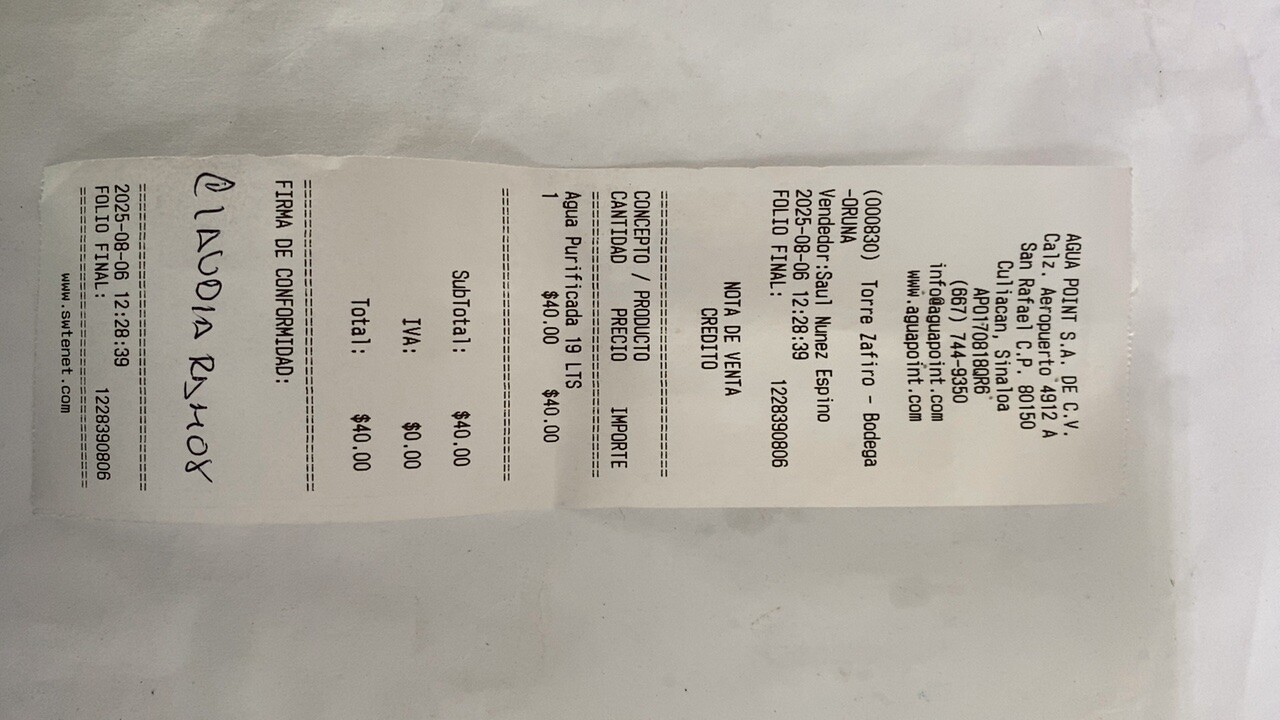 AGUA POINT S.A. DE C.V.
Calz. Aeropuerto 4912 A
San Rafael C.P. 80150
Culiacan, Sinaloa
APO170818QR6
(667) 744-9350
info@aguapoint.com
www.aguapoint.com
(000830) Torre Zafiro - Bodega
-ORUNA
Vendedor:Saul Nunez Espino
2025-08-06 12:28:39
FOLIO FINAL: 1228390806
NOTA DE VENTA
CREDITO
================================
CONCEPTO / PRODUCTO
CANTIDAD PRECIO IMPORTE
================================
Agua Purificada 19 LTS
1 $40.00 $40.00
================================
SubTotal: $40.00
IVA: $0.00
Total: $40.00
================================
FIRMA DE CONFORMIDAD:
CLAUDIA RAMOS
================================
2025-08-06 12:28:39
FOLIO FINAL: 1228390806
================================
www.swtenet.com